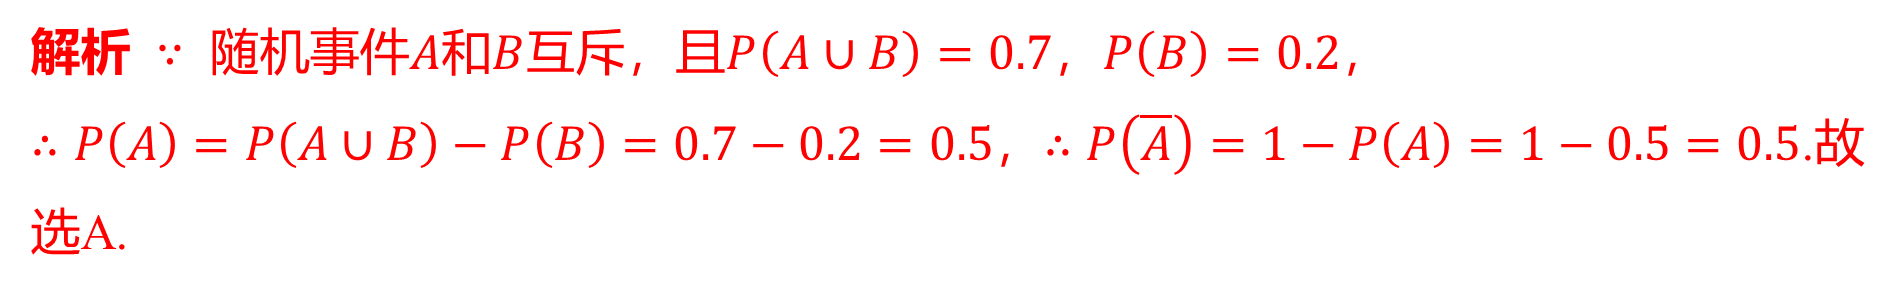 解析 ∵ 随机事件A和B互斥，且P(A ∪ B) = 0.7，P(B) = 0.2，
∴ P(A) = P(A ∪ B) − P(B) = 0.7 − 0.2 = 0.5，∴ P(A̅) = 1 − P(A) = 1 − 0.5 = 0.5.故
选A.